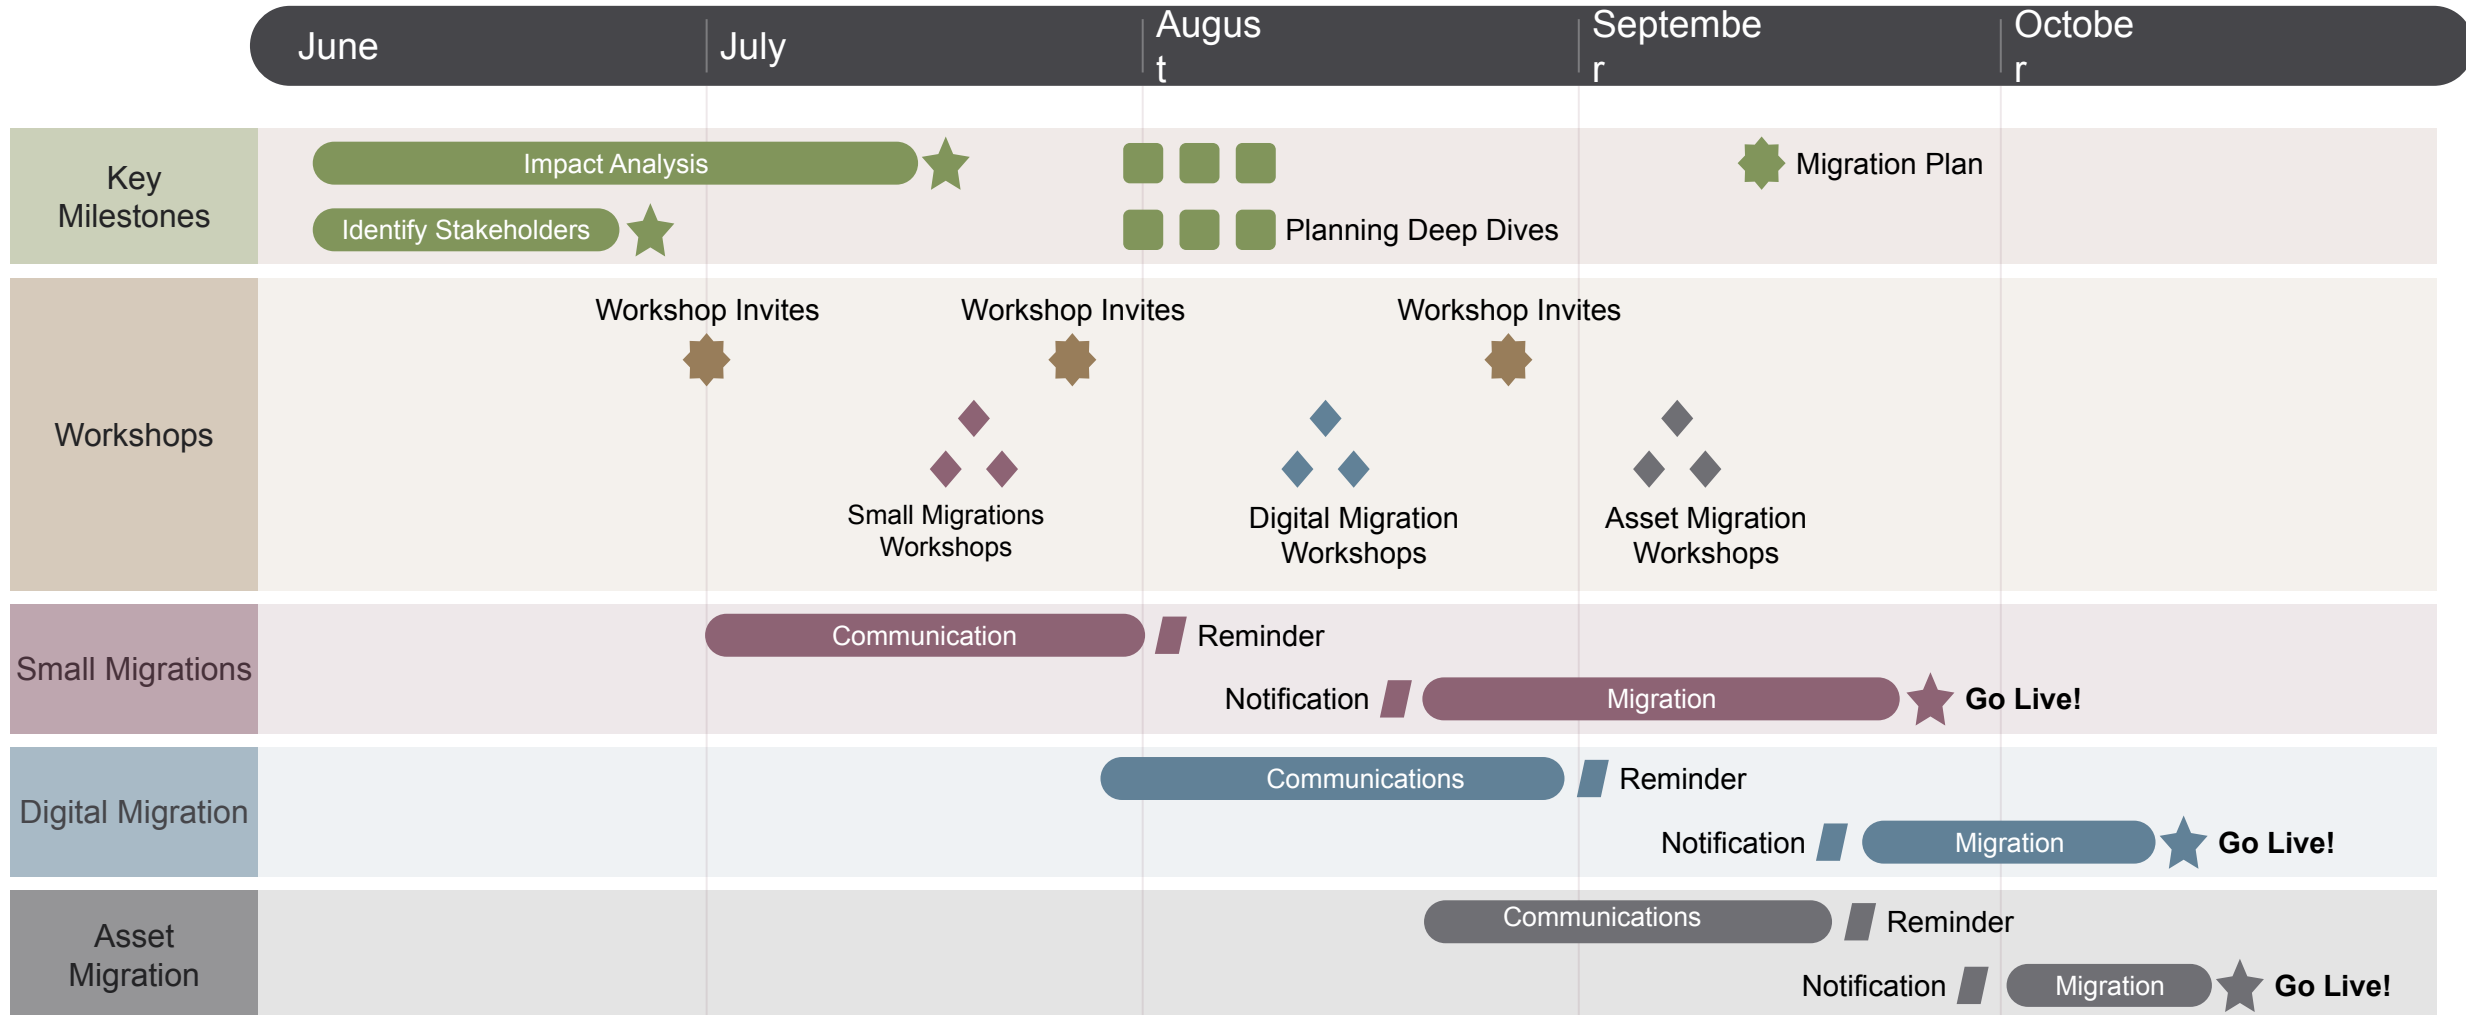 June
July
Augus
t
Septembe
r
Octobe
r
Key
Milestones
Impact Analysis
Migration Plan
Identify Stakeholders
Planning Deep Dives
Workshops
Workshop Invites
Workshop Invites
Workshop Invites
Small Migrations
Workshops
Digital Migration
Workshops
Asset Migration
Workshops
Small Migrations
Communication
Reminder
Notification
Migration
Go Live!
Digital Migration
Communications
Reminder
Notification
Migration
Go Live!
Asset
Migration
Communications
Reminder
Notification
Migration
Go Live!